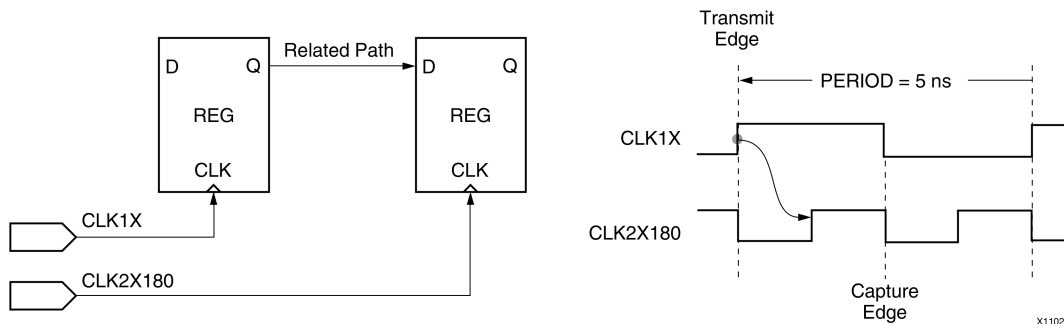 Related Path
D
Q
REG
CLK
D
Q
REG
CLK
CLK1X
CLK2X180
Transmit
Edge
PERIOD = 5 ns
CLK1X
CLK2X180
Capture
Edge